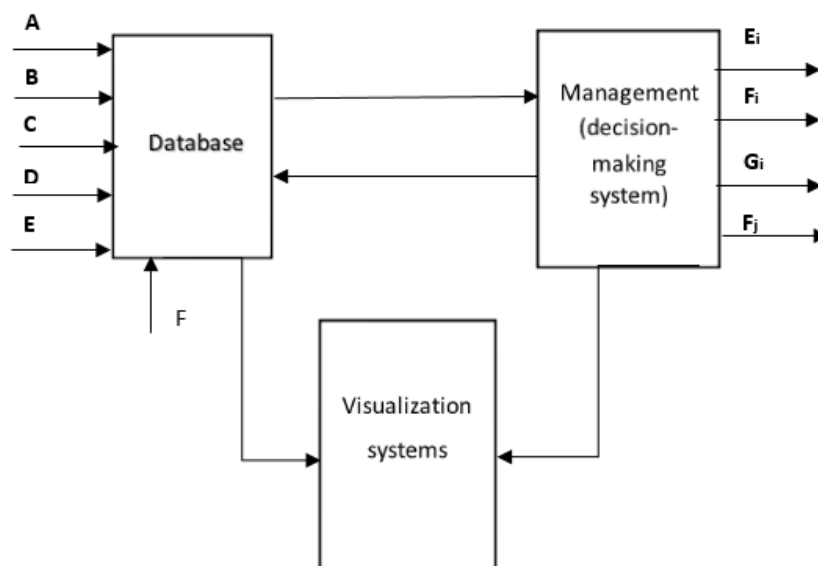 A
B
C
D
E
F
Database
Management
(decision-
making
system)
Eᵢ
Fᵢ
Gᵢ
Fⱼ
Visualization
systems